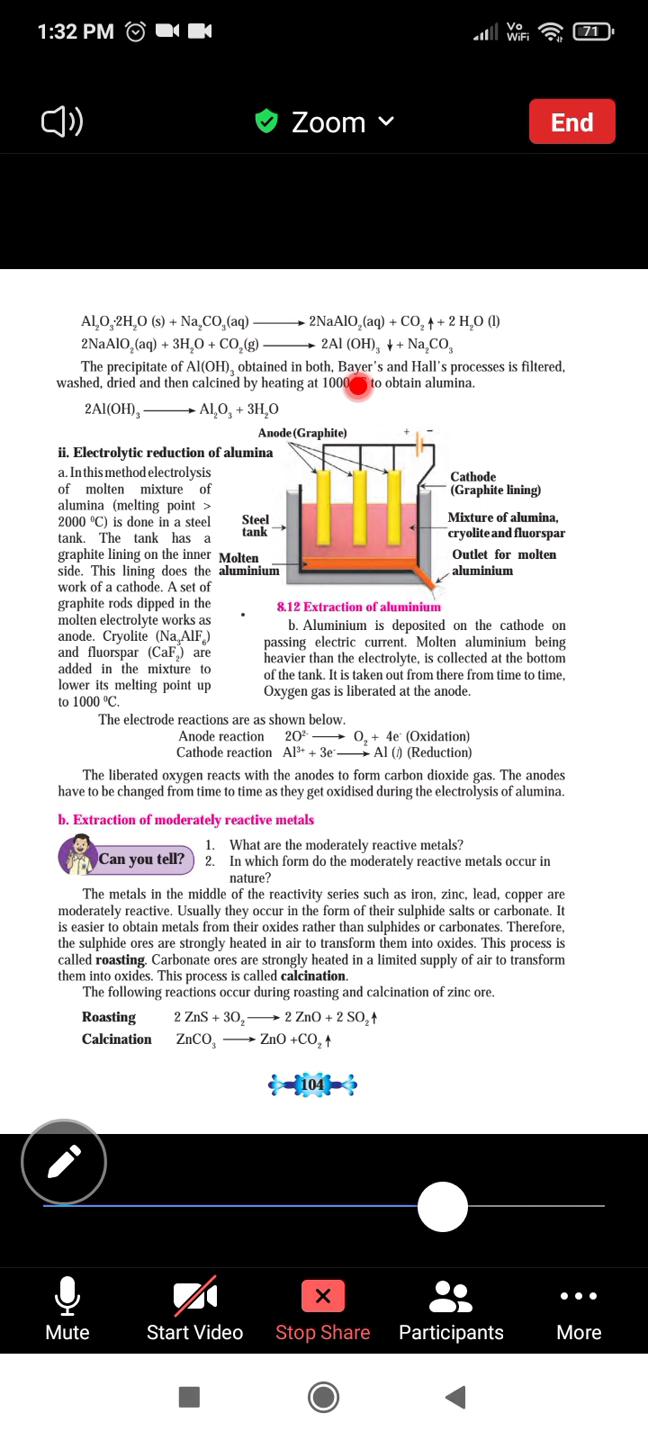 1:32 PM
Vo
WiFi
71
Zoom
End
Al₂O₃·2H₂O (s) + Na₂CO₃(aq) ⟶ 2NaAlO₂(aq) + CO₂↑ + 2 H₂O (l)
2NaAlO₂(aq) + 3H₂O + CO₂(g) ⟶ 2Al (OH)₃ ↓ + Na₂CO₃
The precipitate of Al(OH)₃ obtained in both, Bayer's and Hall's processes is filtered,
washed, dried and then calcined by heating at 1000 to obtain alumina.
2Al(OH)₃ ⟶ Al₂O₃ + 3H₂O
Anode(Graphite)
+ −
ii. Electrolytic reduction of alumina
a. In this method electrolysis
of molten mixture of
alumina (melting point >
2000 ⁰C) is done in a steel
tank. The tank has a
graphite lining on the inner
side. This lining does the
work of a cathode. A set of
graphite rods dipped in the
molten electrolyte works as
anode. Cryolite (Na₃AlF₆)
and fluorspar (CaF₂) are
added in the mixture to
lower its melting point up
to 1000 ⁰C.
Steel
tank
Molten
aluminium
Cathode
(Graphite lining)
Mixture of alumina,
cryolite and fluorspar
Outlet for molten
aluminium
8.12 Extraction of aluminium
b. Aluminium is deposited on the cathode on
passing electric current. Molten aluminium being
heavier than the electrolyte, is collected at the bottom
of the tank. It is taken out from there from time to time,
Oxygen gas is liberated at the anode.
The electrode reactions are as shown below.
Anode reaction 2O²⁻ ⟶ O₂ + 4e⁻ (Oxidation)
Cathode reaction Al³⁺ + 3e⁻ ⟶ Al (l) (Reduction)
The liberated oxygen reacts with the anodes to form carbon dioxide gas. The anodes
have to be changed from time to time as they get oxidised during the electrolysis of alumina.
b. Extraction of moderately reactive metals
Can you tell?
1. What are the moderately reactive metals?
2. In which form do the moderately reactive metals occur in
nature?
The metals in the middle of the reactivity series such as iron, zinc, lead, copper are
moderately reactive. Usually they occur in the form of their sulphide salts or carbonate. It
is easier to obtain metals from their oxides rather than sulphides or carbonates. Therefore,
the sulphide ores are strongly heated in air to transform them into oxides. This process is
called roasting. Carbonate ores are strongly heated in a limited supply of air to transform
them into oxides. This process is called calcination.
The following reactions occur during roasting and calcination of zinc ore.
Roasting 2 ZnS + 3O₂ ⟶ 2 ZnO + 2 SO₂↑
Calcination ZnCO₃ ⟶ ZnO +CO₂↑
104
Mute
Start Video
Stop Share
Participants
More